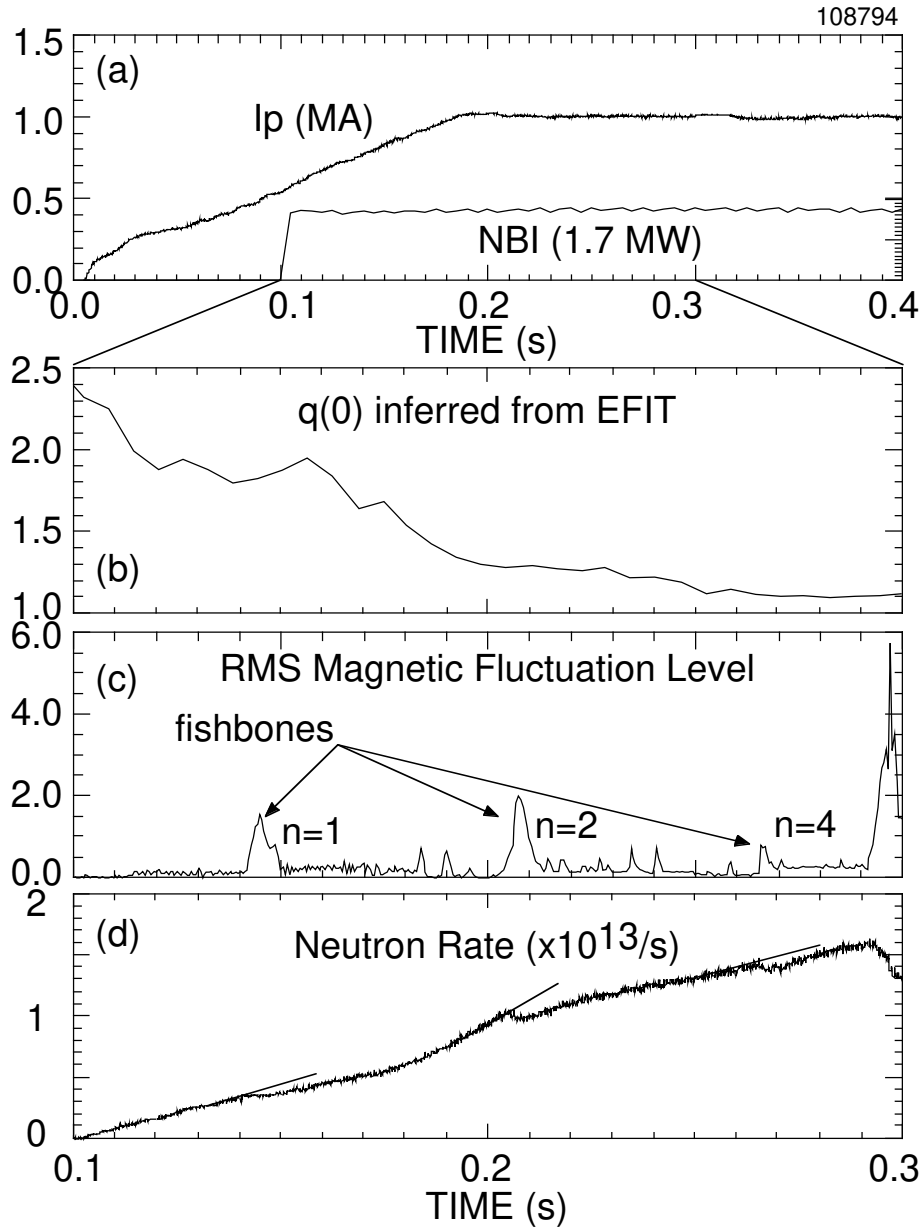 108794
1.5
(a)
Ip (MA)
1.0
0.5
NBI (1.7 MW)
0.0
0.0 0.1 0.2 0.3 0.4
TIME (s)
2.5
q(0) inferred from EFIT
2.0
1.5
(b)
1.0
6.0
(c) RMS Magnetic Fluctuation Level
4.0
fishbones
2.0
n=1 n=2 n=4
0.0
2
(d)
Neutron Rate (x10^13/s)
1
0
0.1 0.2 0.3
TIME (s)